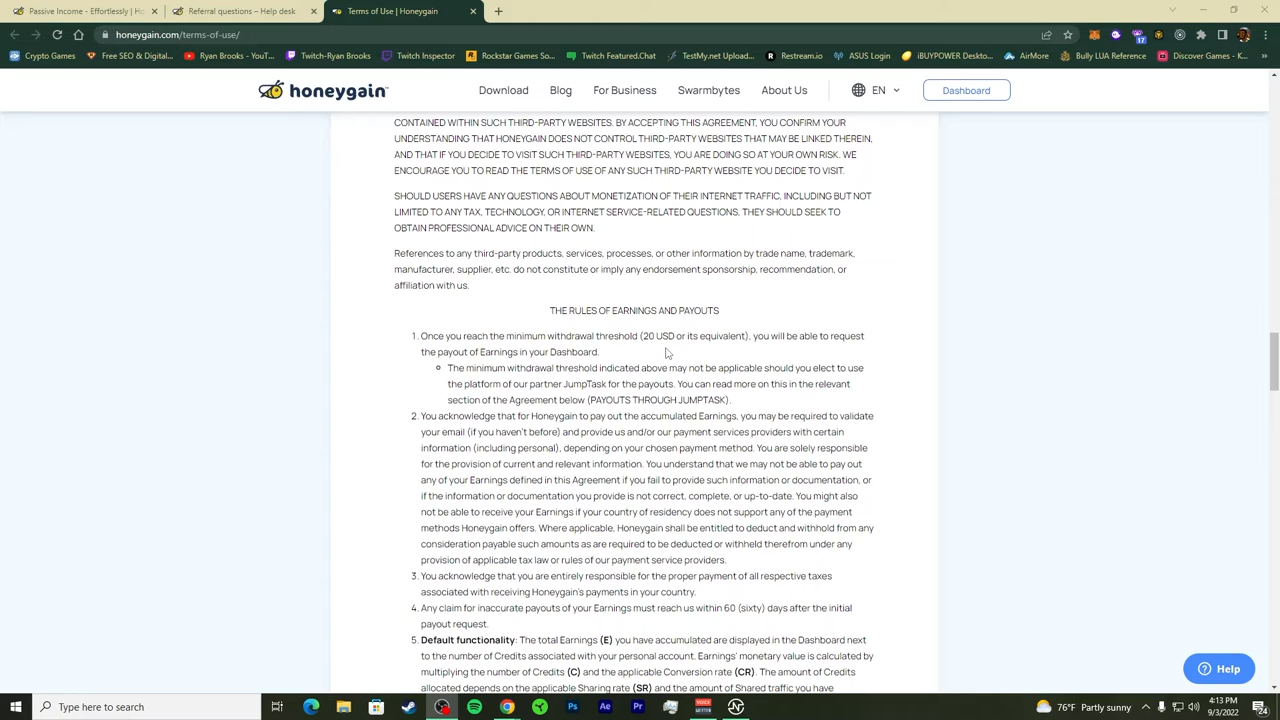 Passive Income - Effortlessly | Ho
Referral questions – Help desk
Terms of Use | Honeygain
honeygain.com/terms-of-use/
Crypto Games
Free SEO & Digital...
Ryan Brooks - YouT...
Twitch-Ryan Brooks
Twitch Inspector
Rockstar Games So...
Twitch Featured.Chat
TestMy.net Upload...
Restream.io
ASUS Login
iBUYPOWER Deskto...
AirMore
Bully LUA Reference
Discover Games - K...
honeygain
Download
Blog
For Business
Swarmbytes
About Us
EN
Dashboard
CONTAINED WITHIN SUCH THIRD-PARTY WEBSITES. BY ACCEPTING THIS AGREEMENT, YOU CONFIRM YOUR
UNDERSTANDING THAT HONEYGAIN DOES NOT CONTROL THIRD-PARTY WEBSITES THAT MAY BE LINKED THEREIN,
AND THAT IF YOU DECIDE TO VISIT SUCH THIRD-PARTY WEBSITES, YOU ARE DOING SO AT YOUR OWN RISK. WE
ENCOURAGE YOU TO READ THE TERMS OF USE OF ANY SUCH THIRD-PARTY WEBSITE YOU DECIDE TO VISIT.
SHOULD USERS HAVE ANY QUESTIONS ABOUT MONETIZATION OF THEIR INTERNET TRAFFIC, INCLUDING BUT NOT
LIMITED TO ANY TAX, TECHNOLOGY, OR INTERNET SERVICE-RELATED QUESTIONS, THEY SHOULD SEEK TO
OBTAIN PROFESSIONAL ADVICE ON THEIR OWN.
References to any third-party products, services, processes, or other information by trade name, trademark,
manufacturer, supplier, etc. do not constitute or imply any endorsement sponsorship, recommendation, or
affiliation with us.
THE RULES OF EARNINGS AND PAYOUTS
1. Once you reach the minimum withdrawal threshold (20 USD or its equivalent), you will be able to request
the payout of Earnings in your Dashboard.
The minimum withdrawal threshold indicated above may not be applicable should you elect to use
the platform of our partner JumpTask for the payouts. You can read more on this in the relevant
section of the Agreement below (PAYOUTS THROUGH JUMPTASK).
2. You acknowledge that for Honeygain to pay out the accumulated Earnings, you may be required to validate
your email (if you haven't before) and provide us and/or our payment services providers with certain
information (including personal), depending on your chosen payment method. You are solely responsible
for the provision of current and relevant information. You understand that we may not be able to pay out
any of your Earnings defined in this Agreement if you fail to provide such information or documentation, or
if the information or documentation you provide is not correct, complete, or up-to-date. You might also
not be able to receive your Earnings if your country of residency does not support any of the payment
methods Honeygain offers. Where applicable, Honeygain shall be entitled to deduct and withhold from any
consideration payable such amounts as are required to be deducted or withheld therefrom under any
provision of applicable tax law or rules of our payment service providers.
3. You acknowledge that you are entirely responsible for the proper payment of all respective taxes
associated with receiving Honeygain's payments in your country.
4. Any claim for inaccurate payouts of your Earnings must reach us within 60 (sixty) days after the initial
payout request.
5. Default functionality: The total Earnings (E) you have accumulated are displayed in the Dashboard next
to the number of Credits associated with your personal account. Earnings' monetary value is calculated by
multiplying the number of Credits (C) and the applicable Conversion rate (CR). The amount of Credits
allocated depends on the applicable Sharing rate (SR) and the amount of Shared traffic you have
Help
Type here to search
76°F Partly sunny
4:13 PM
9/3/2022
24